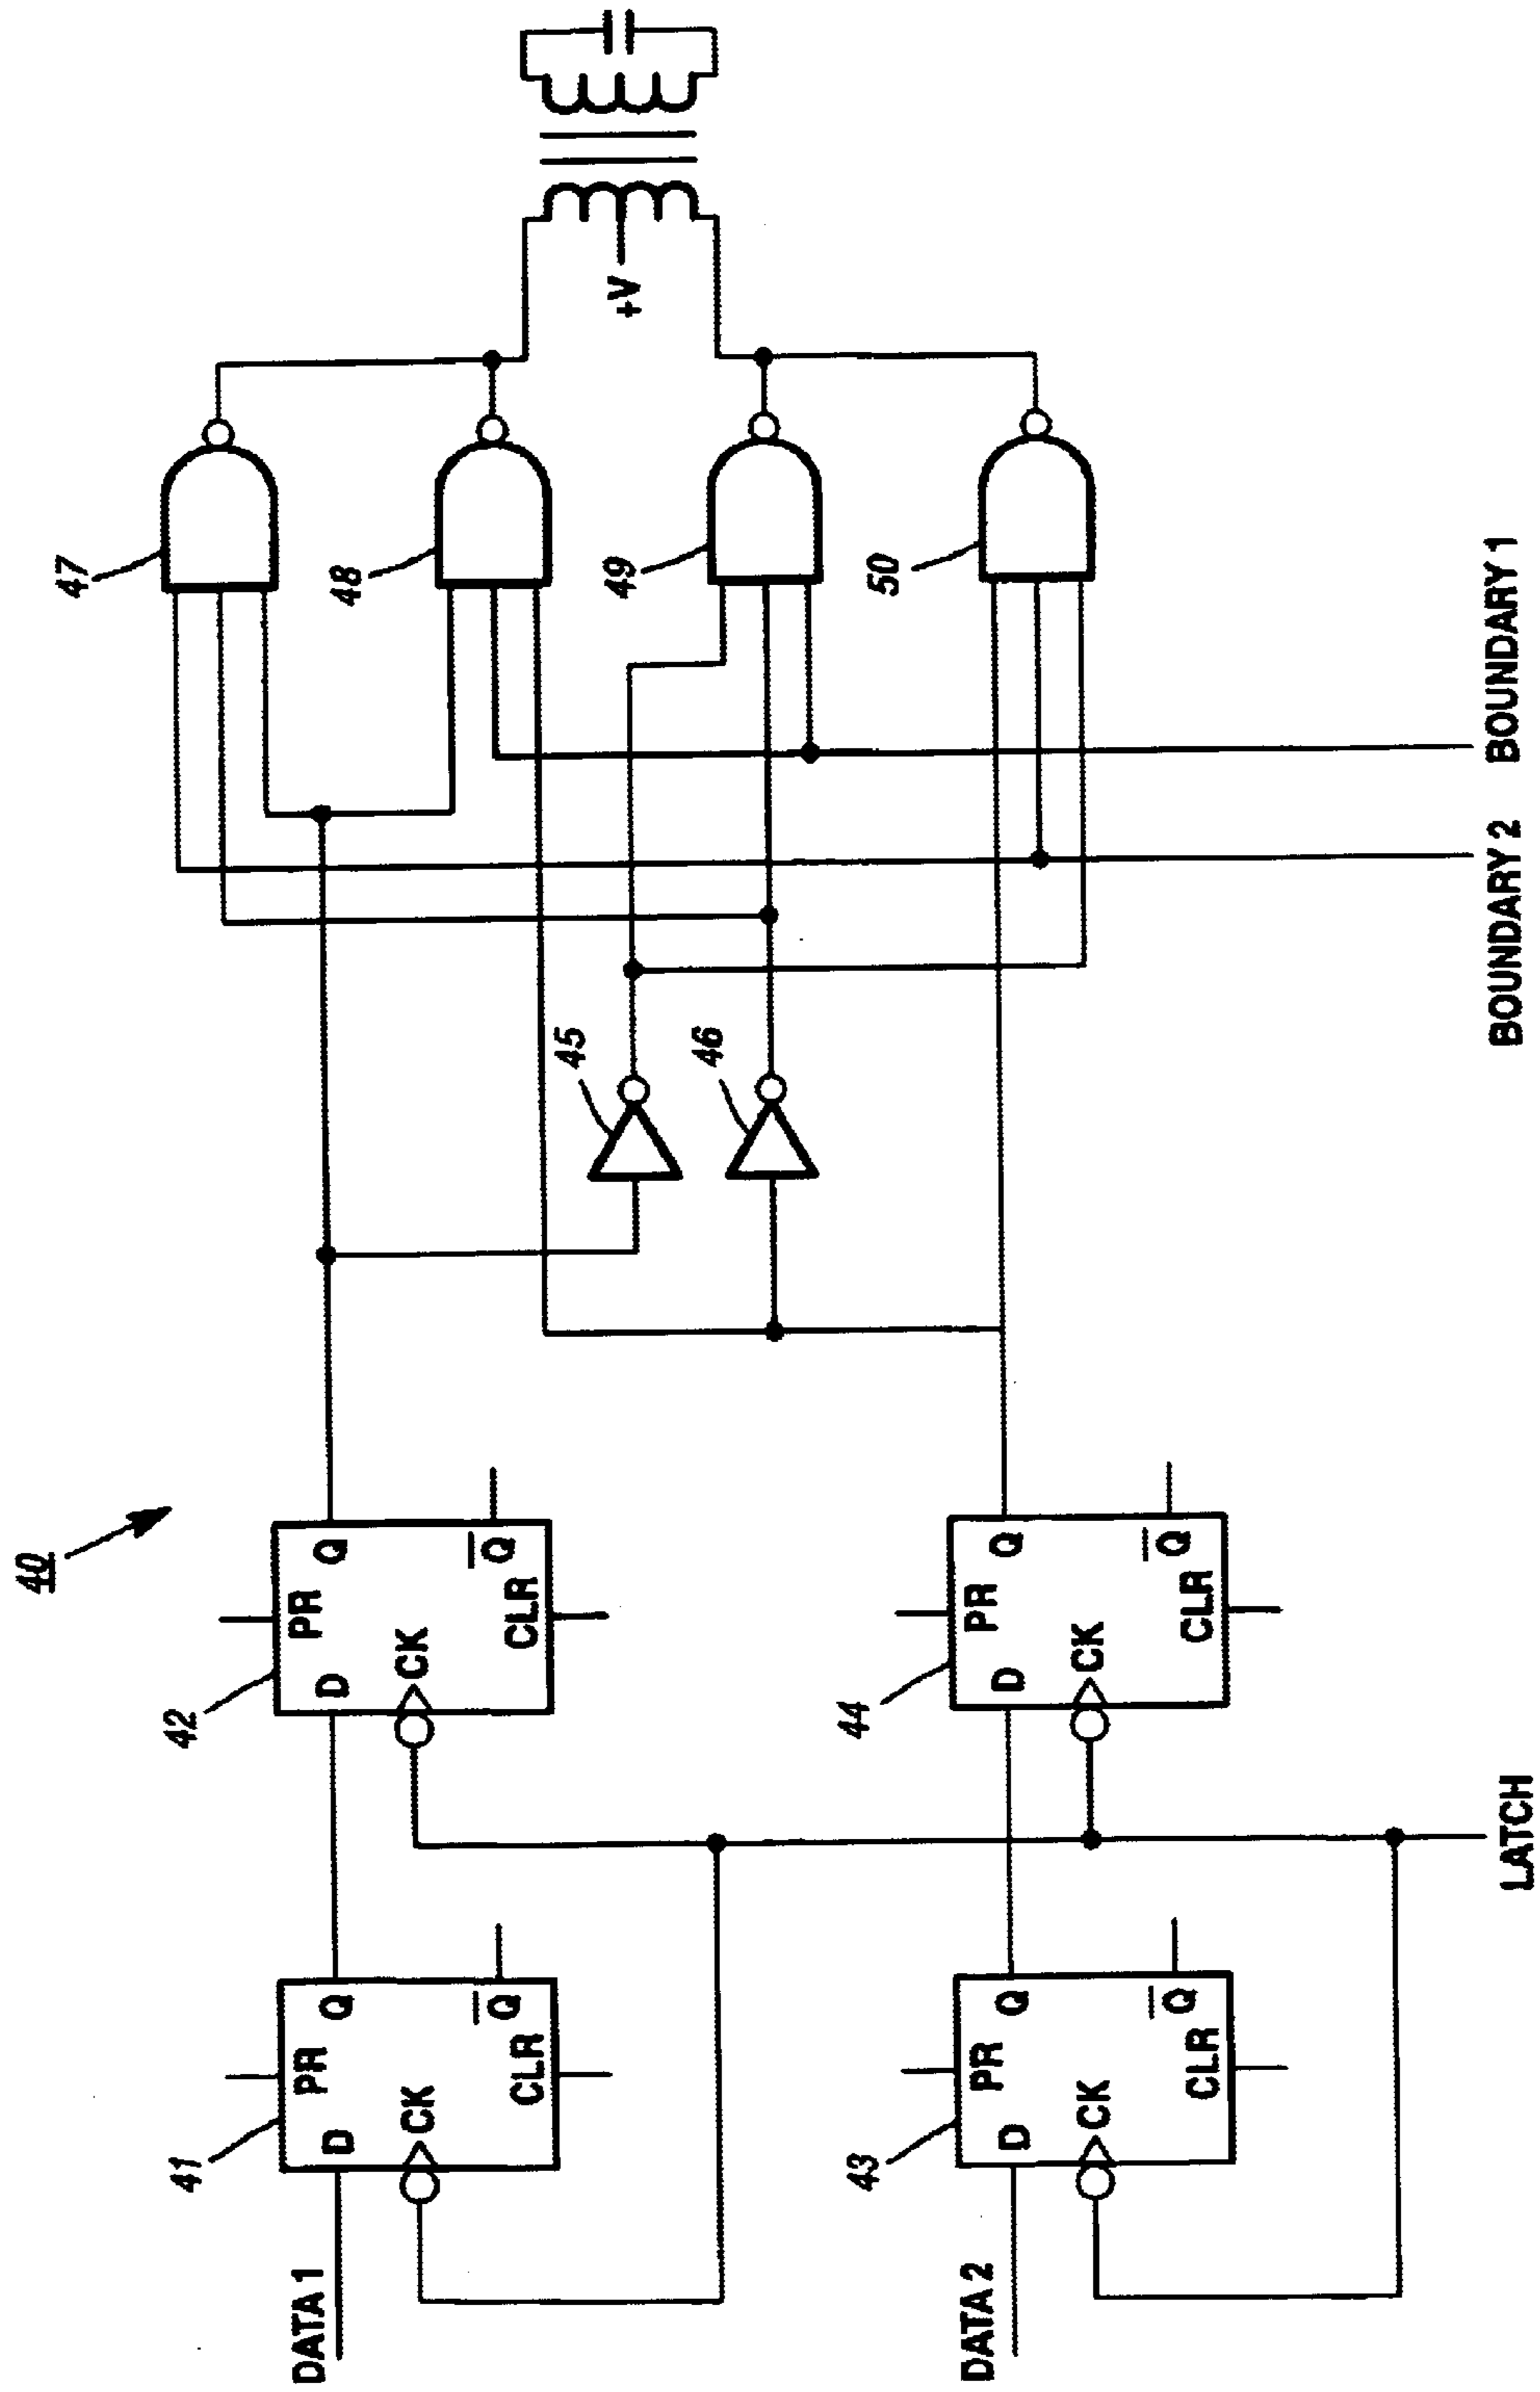 40
47
48
49
50
+V
45
46
BOUNDARY 2
BOUNDARY 1
42
D
PR
Q
CK
Q̅
CLR
44
D
PR
Q
CK
Q̅
CLR
41
D
PR
Q
CK
Q̅
CLR
43
D
PR
Q
CK
Q̅
CLR
DATA 1
DATA 2
LATCH